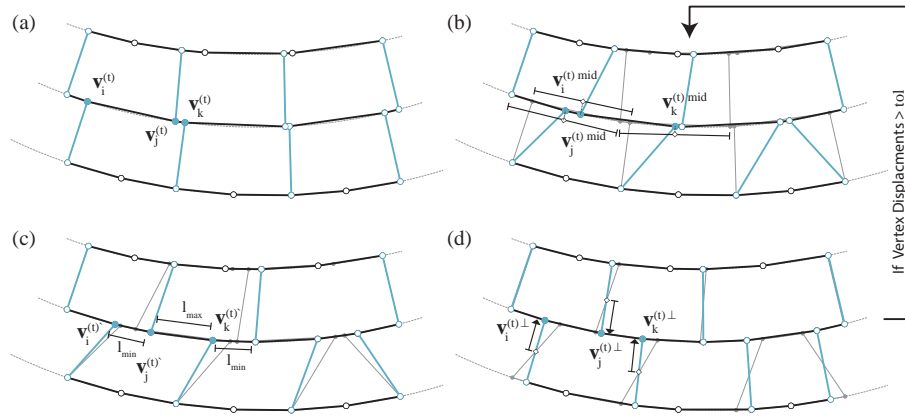 (a)
v_i^(t)
v_k^(t)
v_j^(t)
(b)
v_i^(t) mid
v_k^(t) mid
v_j^(t) mid
If Vertex Displacments > tol
(c)
l_max
v_k^(t)`
v_i^(t)`
l_min
v_j^(t)`
l_min
(d)
v_i^(t)⊥
v_k^(t)⊥
v_j^(t)⊥